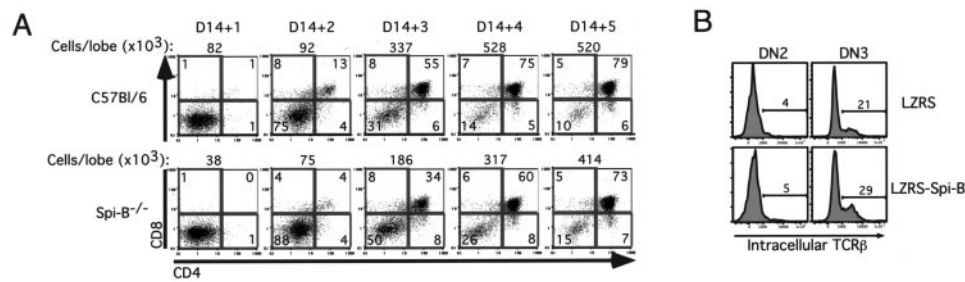 A
D14+1 D14+2 D14+3 D14+4 D14+5
Cells/lobe (x10³): 82 92 337 528 520
1 1 8 13 8 55 7 75 5 79
C57Bl/6
1 75 4 31 6 14 5 10 6
Cells/lobe (x10³): 38 75 186 317 414
1 0 4 4 8 34 6 60 5 73
Spi-B⁻/⁻
1 88 4 50 8 26 8 15 7
CD8
CD4
B
DN2 DN3
4 21 LZRS
5 29 LZRS-Spi-B
Intracellular TCRβ